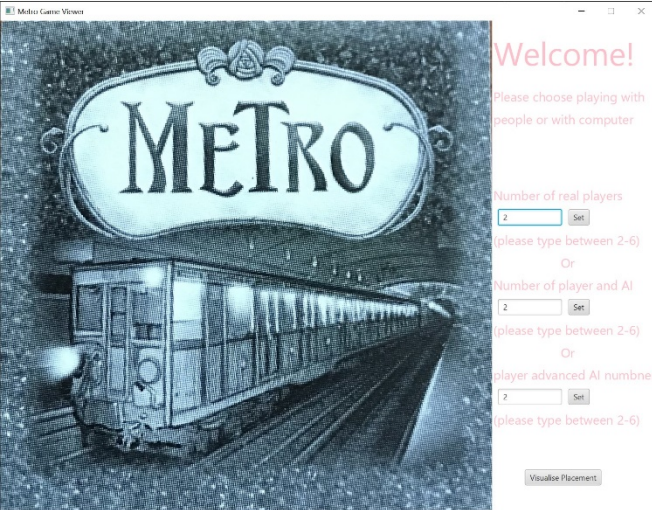 Metro Game Viewer
METRO
Welcome!
Please choose playing with
people or with computer
Number of real players
2 Set
(please type between 2-6)
Or
Number of player and AI
2 Set
(please type between 2-6)
Or
player advanced AI numbne
2 Set
(please type between 2-6)
Visualise Placement